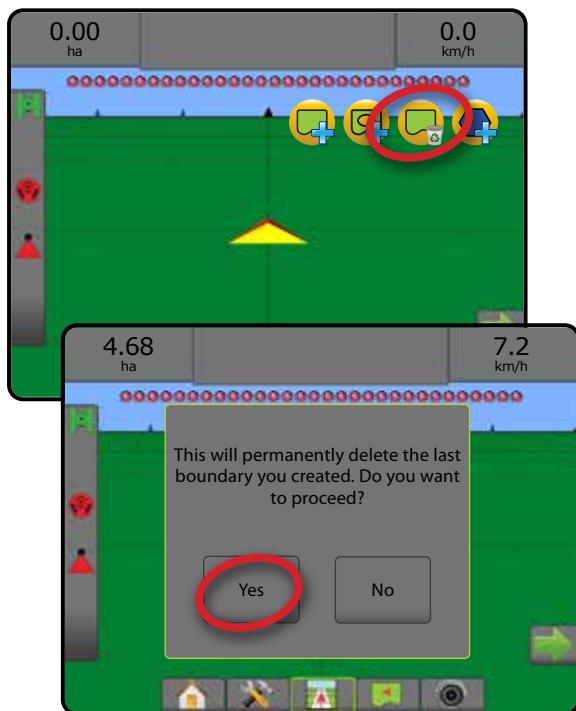 0.00
ha
0.0
km/h
4.68
ha
7.2
km/h
This will permanently delete the last
boundary you created. Do you want
to proceed?
Yes
No